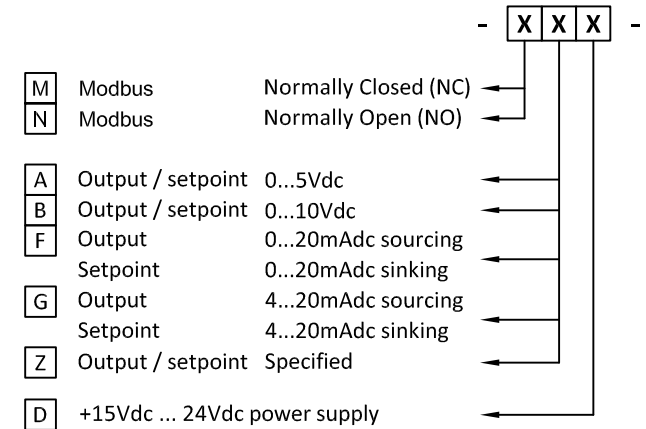 - X X X -
M Modbus Normally Closed (NC)
N Modbus Normally Open (NO)
A Output / setpoint 0...5Vdc
B Output / setpoint 0...10Vdc
F Output 0...20mAdc sourcing
Setpoint 0...20mAdc sinking
G Output 4...20mAdc sourcing
Setpoint 4...20mAdc sinking
Z Output / setpoint Specified
D +15Vdc ... 24Vdc power supply